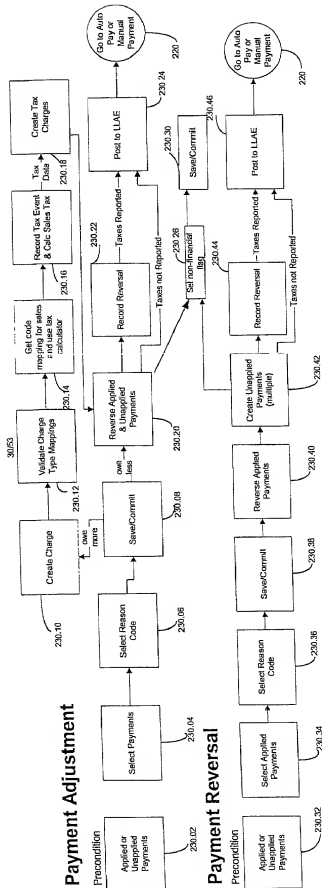 30/53
Payment Adjustment
Precondition
Applied or
Unapplied
Payments
230.02
Select Payments
230.04
Select Reason
Code
230.06
Save/Commit
230.08
owe
more
owe
less
Create Charge
230.10
Validate Charge
Type Mappings
230.12
Get code
mapping for sales
and use tax
calculator
230.14
Record Tax Event
& Calc Sales Tax
230.16
Tax
Data
Create Tax
Charges
230.18
Reverse Applied
& Unapplied
Payments
230.20
Record Reversal
230.22
Taxes Reported
Taxes not Reported
Post to LLAE
230.24
Go to Auto
Pay or
Manual
Payment
220
Set non-financial
flag
230.26
Save/Commit
230.30
Payment Reversal
Precondition
Applied or
Unapplied
Payments
230.32
Select Applied
Payments
230.34
Select Reason
Code
230.36
Save/Commit
230.38
Reverse Applied
Payments
230.40
Create Unapplied
Payments
(multiple)
230.42
Record Reversal
230.44
Taxes Reported
Taxes not Reported
Post to LLAE
230.46
Go to Auto
Pay or
Manual
Payment
220